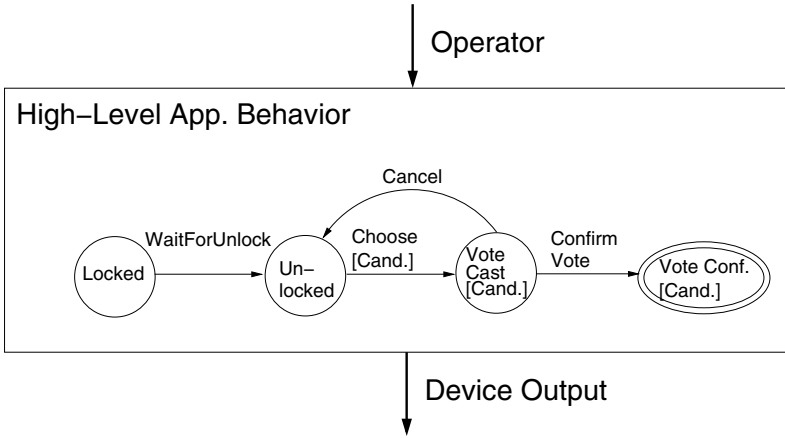 Operator
High–Level App. Behavior
Cancel
WaitForUnlock
Choose
[Cand.]
Confirm
Vote
Locked
Un–
locked
Vote
Cast
[Cand.]
Vote Conf.
[Cand.]
Device Output